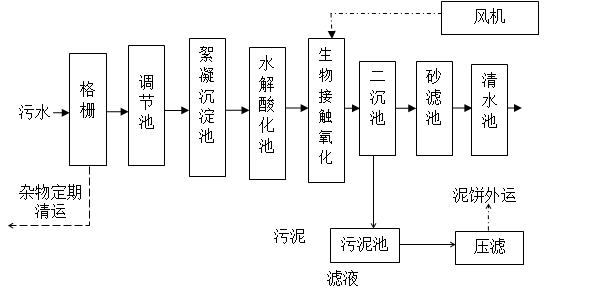 风机
污水
格栅
调节池
絮凝沉淀池
水解酸化池
生物接触氧化
二沉池
砂滤池
清水池
杂物定期
清运
污泥
污泥池
滤液
泥饼外运
压滤